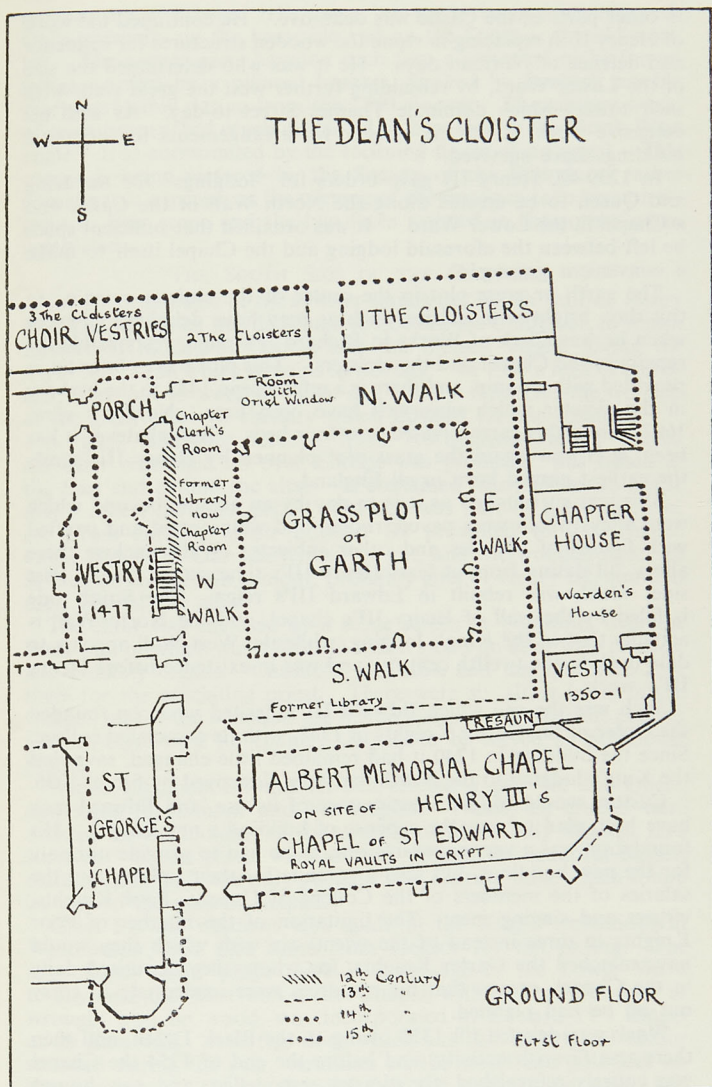 THE DEAN'S CLOISTER
N
W E
S
3 The Cloisters
CHOIR VESTRIES
2 The Cloisters
1 THE CLOISTERS
Room
with
Oriel Window
N. WALK
PORCH
Chapter
Clerk's
Room
Former
Library
now
Chapter
Room
W
WALK
GRASS PLOT
or
GARTH
E
WALK
CHAPTER
HOUSE
Warden's
House
VESTRY
1477
S. WALK
VESTRY
1350-1
Former Library
TRESAUNT
ST
GEORGE'S
CHAPEL
ALBERT MEMORIAL CHAPEL
ON SITE OF HENRY III's
CHAPEL OF ST EDWARD.
ROYAL VAULTS IN CRYPT.
12th Century
13th "
14th "
15th "
GROUND FLOOR
First Floor